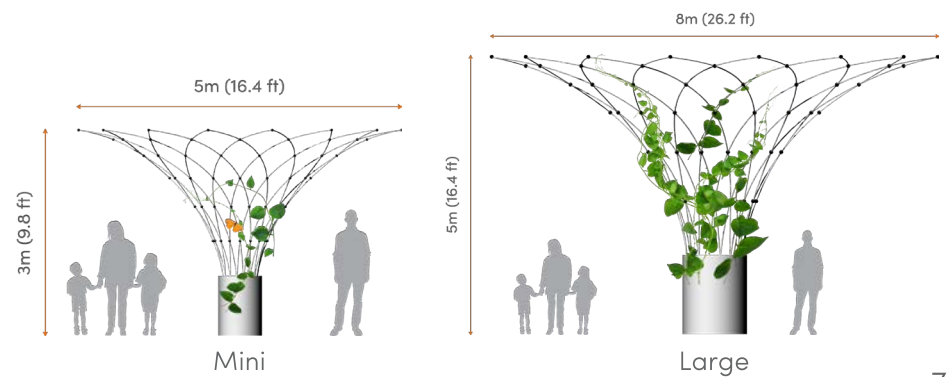 5m (16.4 ft)
3m (9.8 ft)
Mini
8m (26.2 ft)
5m (16.4 ft)
Large